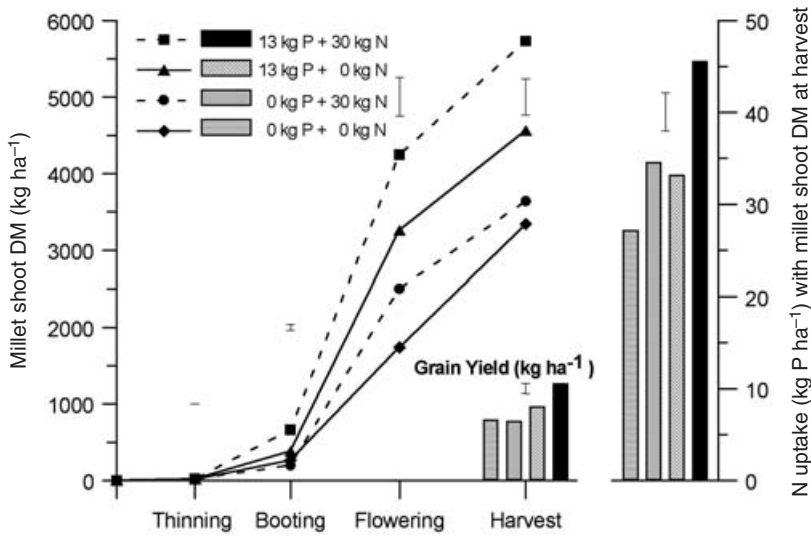 Millet shoot DM (kg ha⁻¹)
6000
5000
4000
3000
2000
1000
0
13 kg P + 30 kg N
13 kg P + 0 kg N
0 kg P + 30 kg N
0 kg P + 0 kg N
Grain Yield (kg ha⁻¹)
Thinning Booting Flowering Harvest
50
40
30
20
10
0
N uptake (kg P ha⁻¹) with millet shoot DM at harvest